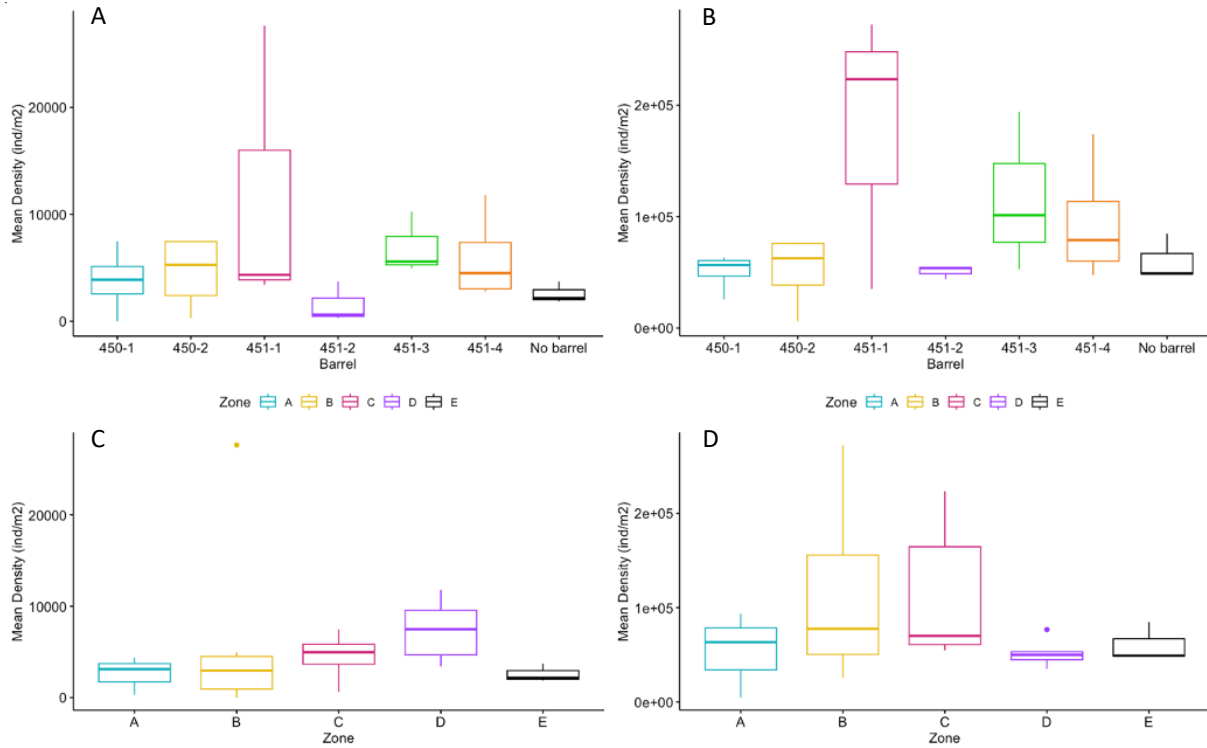 A
Mean Density (ind/m2)
20000
10000
0
450-1 450-2 451-1 451-2 451-3 451-4 No barrel
Barrel
Zone A B C D E
B
Mean Density (ind/m2)
2e+05
1e+05
0e+00
450-1 450-2 451-1 451-2 451-3 451-4 No barrel
Barrel
Zone A B C D E
C
Mean Density (ind/m2)
20000
10000
0
A B C D E
Zone
D
Mean Density (ind/m2)
2e+05
1e+05
0e+00
A B C D E
Zone